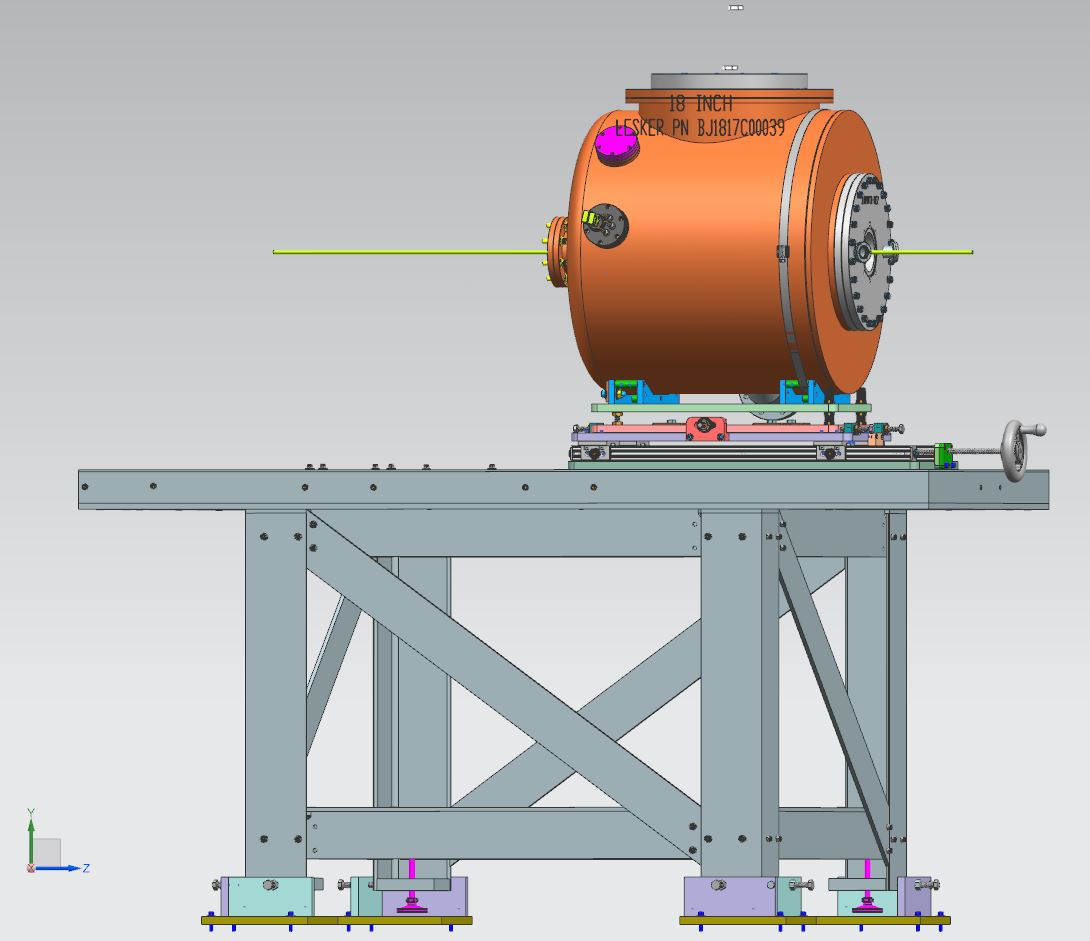 18 INCH
LESKER PN BJ1817C00039
Y
Z